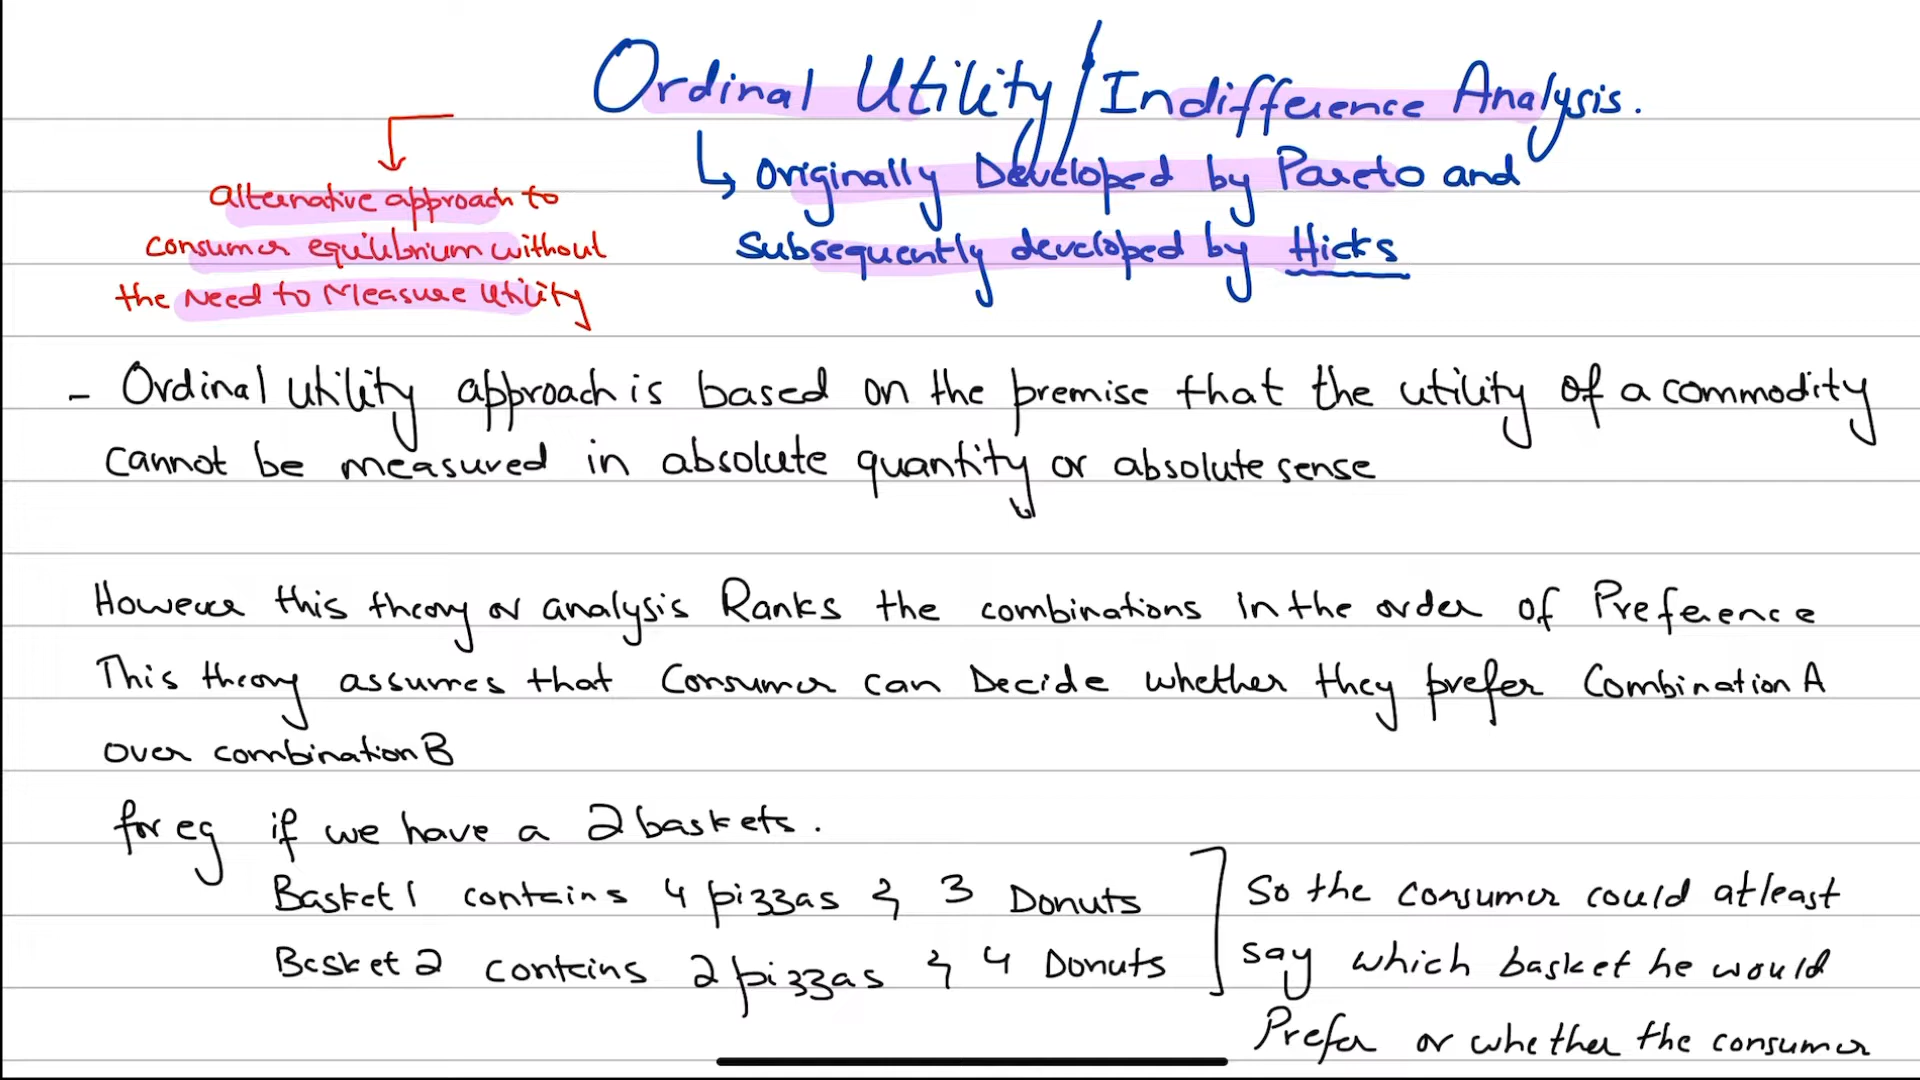 Ordinal Utility / Indifference Analysis.
↳ Originally Developed by Pareto and
Subsequently developed by Hicks
alternative approach to
consumer equilibrium without
the Need to Measure Utility
- Ordinal Utility approach is based on the premise that the utility of a commodity
cannot be measured in absolute quantity or absolute sense
However this theory or analysis Ranks the combinations in the order of Preference
This theory assumes that Consumer can Decide whether they prefer Combination A
over combination B
for eg if we have a 2 baskets.
Basket 1 contains 4 pizzas & 3 Donuts
Basket 2 contains 2 pizzas & 4 Donuts
So the consumer could atleast
say which basket he would
Prefer or whether the consumer